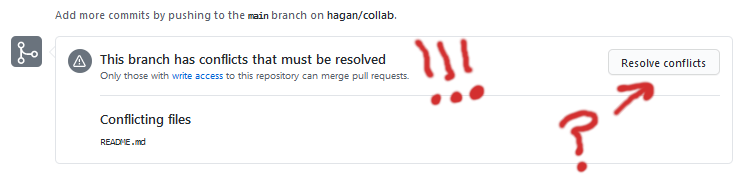 Add more commits by pushing to the main branch on hagan/collab.
This branch has conflicts that must be resolved !!!
Only those with write access to this repository can merge pull requests.
Resolve conflicts
Conflicting files
README.md
?